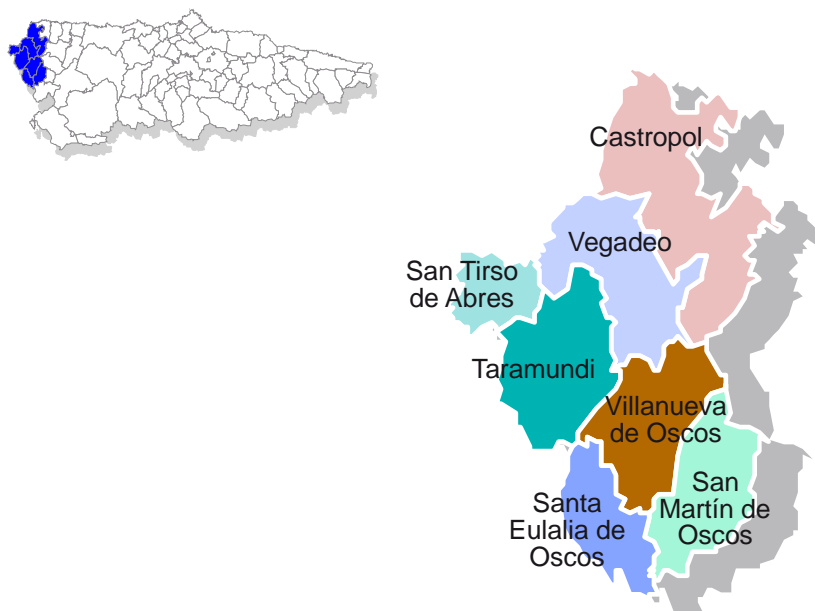 Castropol
Vegadeo
San Tirso
de Abres
Taramundi
Villanueva
de Oscos
San
Martín de
Oscos
Santa
Eulalia de
Oscos